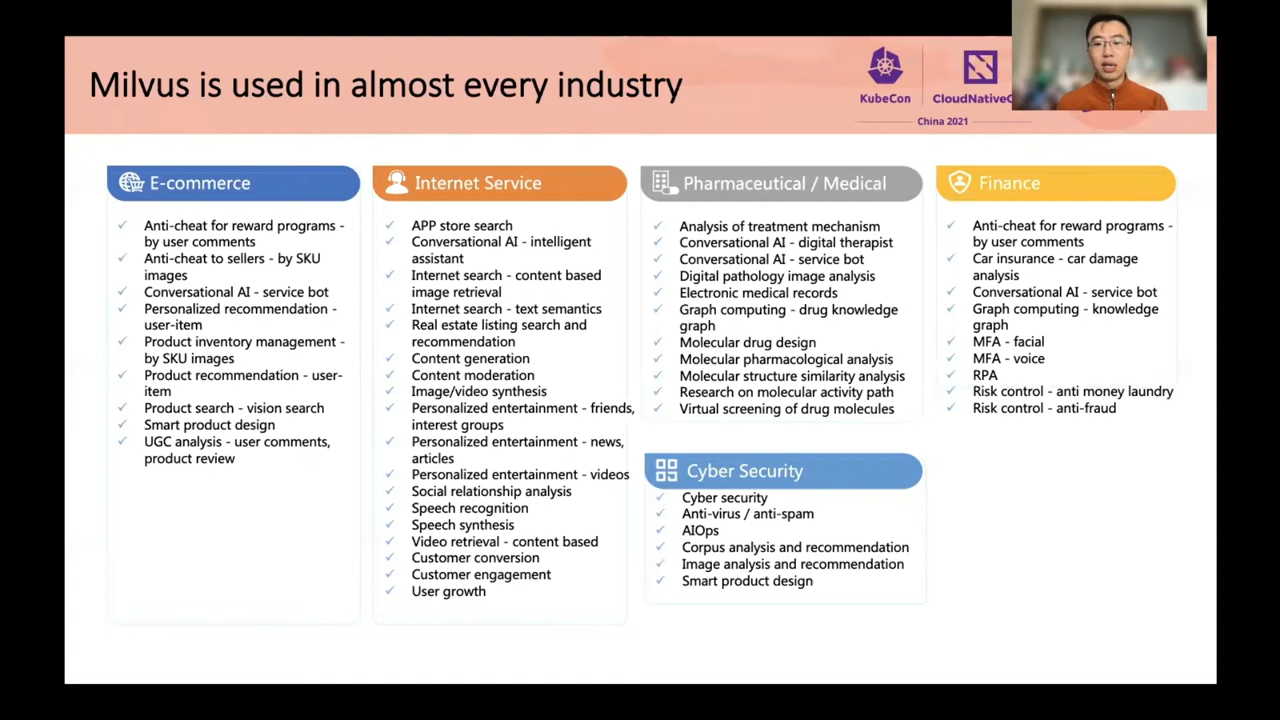 Milvus is used in almost every industry
KubeCon
CloudNativeC
China 2021
E-commerce
Anti-cheat for reward programs -
by user comments
Anti-cheat to sellers - by SKU
images
Conversational AI - service bot
Personalized recommendation -
user-item
Product inventory management -
by SKU images
Product recommendation - user-
item
Product search - vision search
Smart product design
UGC analysis - user comments,
product review
Internet Service
APP store search
Conversational AI - intelligent
assistant
Internet search - content based
image retrieval
Internet search - text semantics
Real estate listing search and
recommendation
Content generation
Content moderation
Image/video synthesis
Personalized entertainment - friends,
interest groups
Personalized entertainment - news,
articles
Personalized entertainment - videos
Social relationship analysis
Speech recognition
Speech synthesis
Video retrieval - content based
Customer conversion
Customer engagement
User growth
Pharmaceutical / Medical
Analysis of treatment mechanism
Conversational AI - digital therapist
Conversational AI - service bot
Digital pathology image analysis
Electronic medical records
Graph computing - drug knowledge
graph
Molecular drug design
Molecular pharmacological analysis
Molecular structure similarity analysis
Research on molecular activity path
Virtual screening of drug molecules
Cyber Security
Cyber security
Anti-virus / anti-spam
AIOps
Corpus analysis and recommendation
Image analysis and recommendation
Smart product design
Finance
Anti-cheat for reward programs -
by user comments
Car insurance - car damage
analysis
Conversational AI - service bot
Graph computing - knowledge
graph
MFA - facial
MFA - voice
RPA
Risk control - anti money laundry
Risk control - anti-fraud